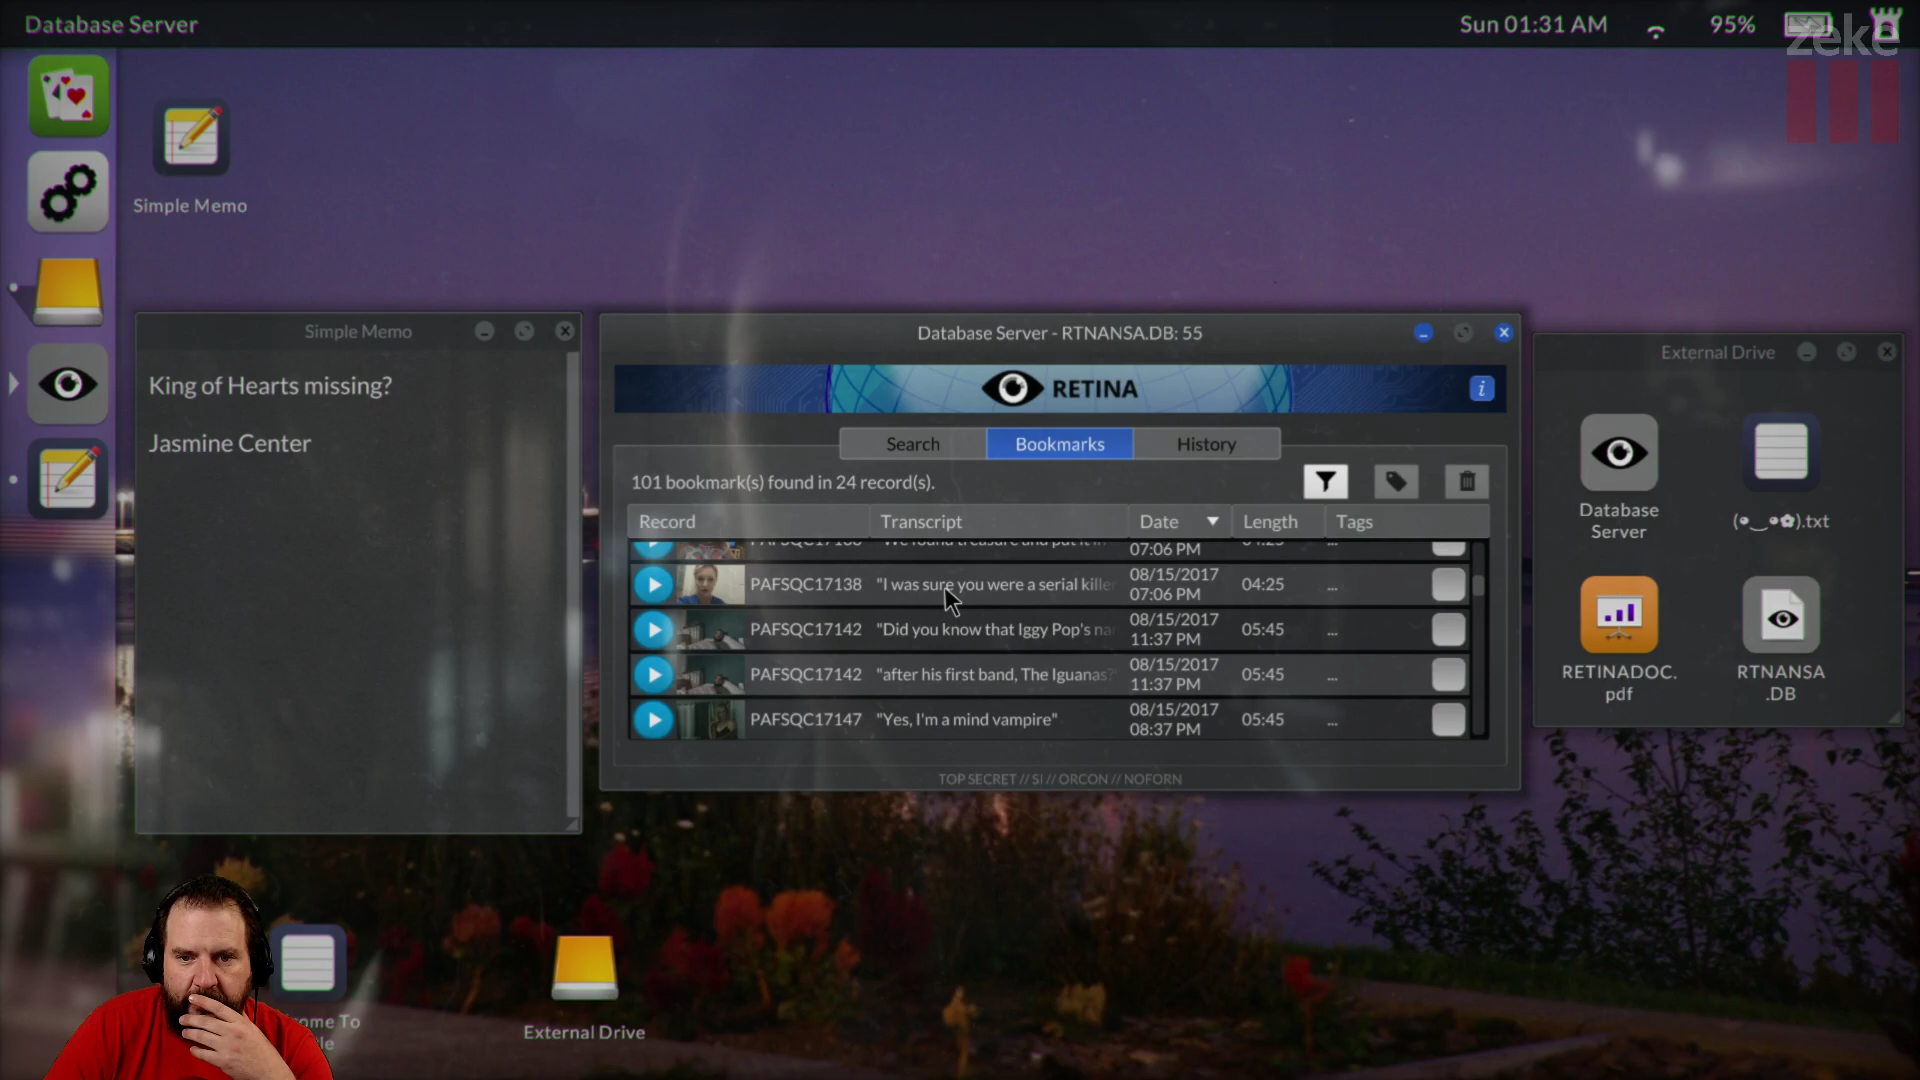 Database Server
Sun 01:31 AM
95%
zeke
Simple Memo
Simple Memo
King of Hearts missing?
Jasmine Center
Database Server - RTNANSA.DB: 55
RETINA
i
Search
Bookmarks
History
101 bookmark(s) found in 24 record(s).
Record
Transcript
Date
Length
Tags
07:06 PM
PAFSQC17138
"I was sure you were a serial kille
08/15/2017
07:06 PM
04:25
...
PAFSQC17142
"Did you know that Iggy Pop's na
08/15/2017
11:37 PM
05:45
...
PAFSQC17142
"after his first band, The Iguanas?"
08/15/2017
11:37 PM
05:45
...
PAFSQC17147
"Yes, I'm a mind vampire"
08/15/2017
08:37 PM
05:45
...
TOP SECRET // SI // ORCON // NOFORN
External Drive
Database
Server
(•‿•✿).txt
RETINADOC.
pdf
RTNANSA
.DB
ome To
External Drive